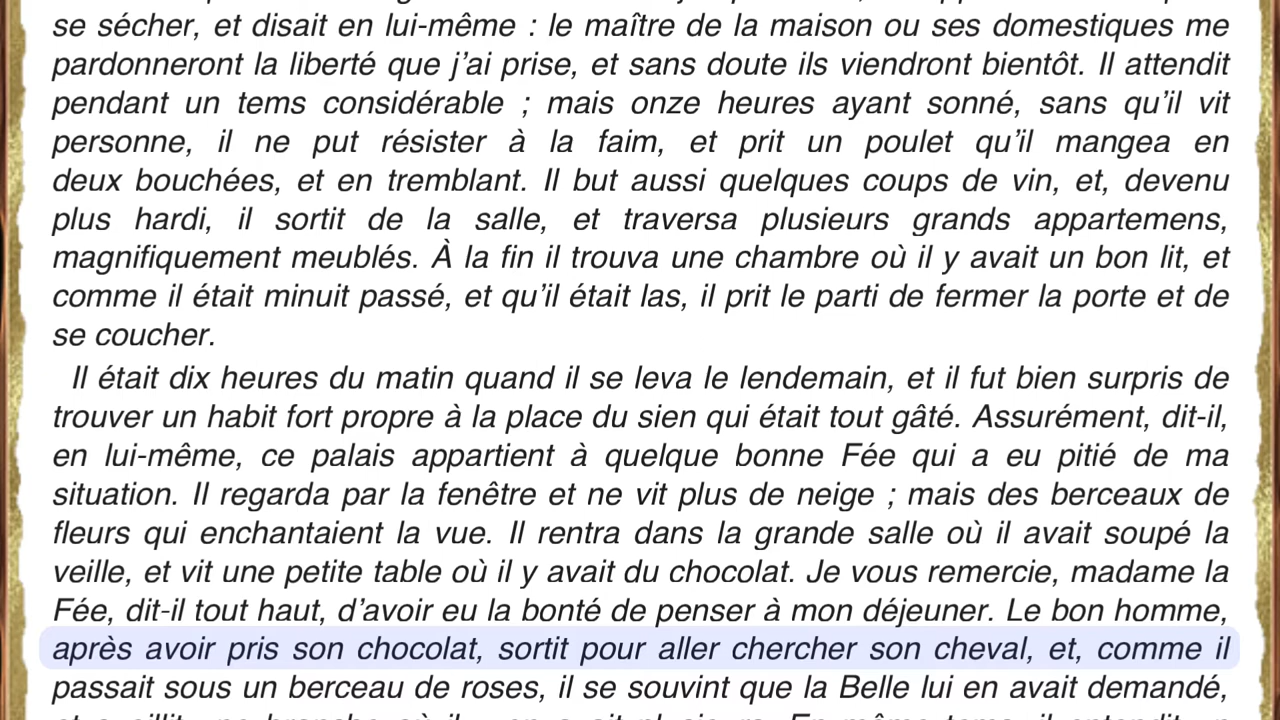 se sécher, et disait en lui-même : le maître de la maison ou ses domestiques me
pardonneront la liberté que j’ai prise, et sans doute ils viendront bientôt. Il attendit
pendant un tems considérable ; mais onze heures ayant sonné, sans qu’il vit
personne, il ne put résister à la faim, et prit un poulet qu’il mangea en
deux bouchées, et en tremblant. Il but aussi quelques coups de vin, et, devenu
plus hardi, il sortit de la salle, et traversa plusieurs grands appartemens,
magnifiquement meublés. À la fin il trouva une chambre où il y avait un bon lit, et
comme il était minuit passé, et qu’il était las, il prit le parti de fermer la porte et de
se coucher.
Il était dix heures du matin quand il se leva le lendemain, et il fut bien surpris de
trouver un habit fort propre à la place du sien qui était tout gâté. Assurément, dit-il,
en lui-même, ce palais appartient à quelque bonne Fée qui a eu pitié de ma
situation. Il regarda par la fenêtre et ne vit plus de neige ; mais des berceaux de
fleurs qui enchantaient la vue. Il rentra dans la grande salle où il avait soupé la
veille, et vit une petite table où il y avait du chocolat. Je vous remercie, madame la
Fée, dit-il tout haut, d’avoir eu la bonté de penser à mon déjeuner. Le bon homme,
après avoir pris son chocolat, sortit pour aller chercher son cheval, et, comme il
passait sous un berceau de roses, il se souvint que la Belle lui en avait demandé,